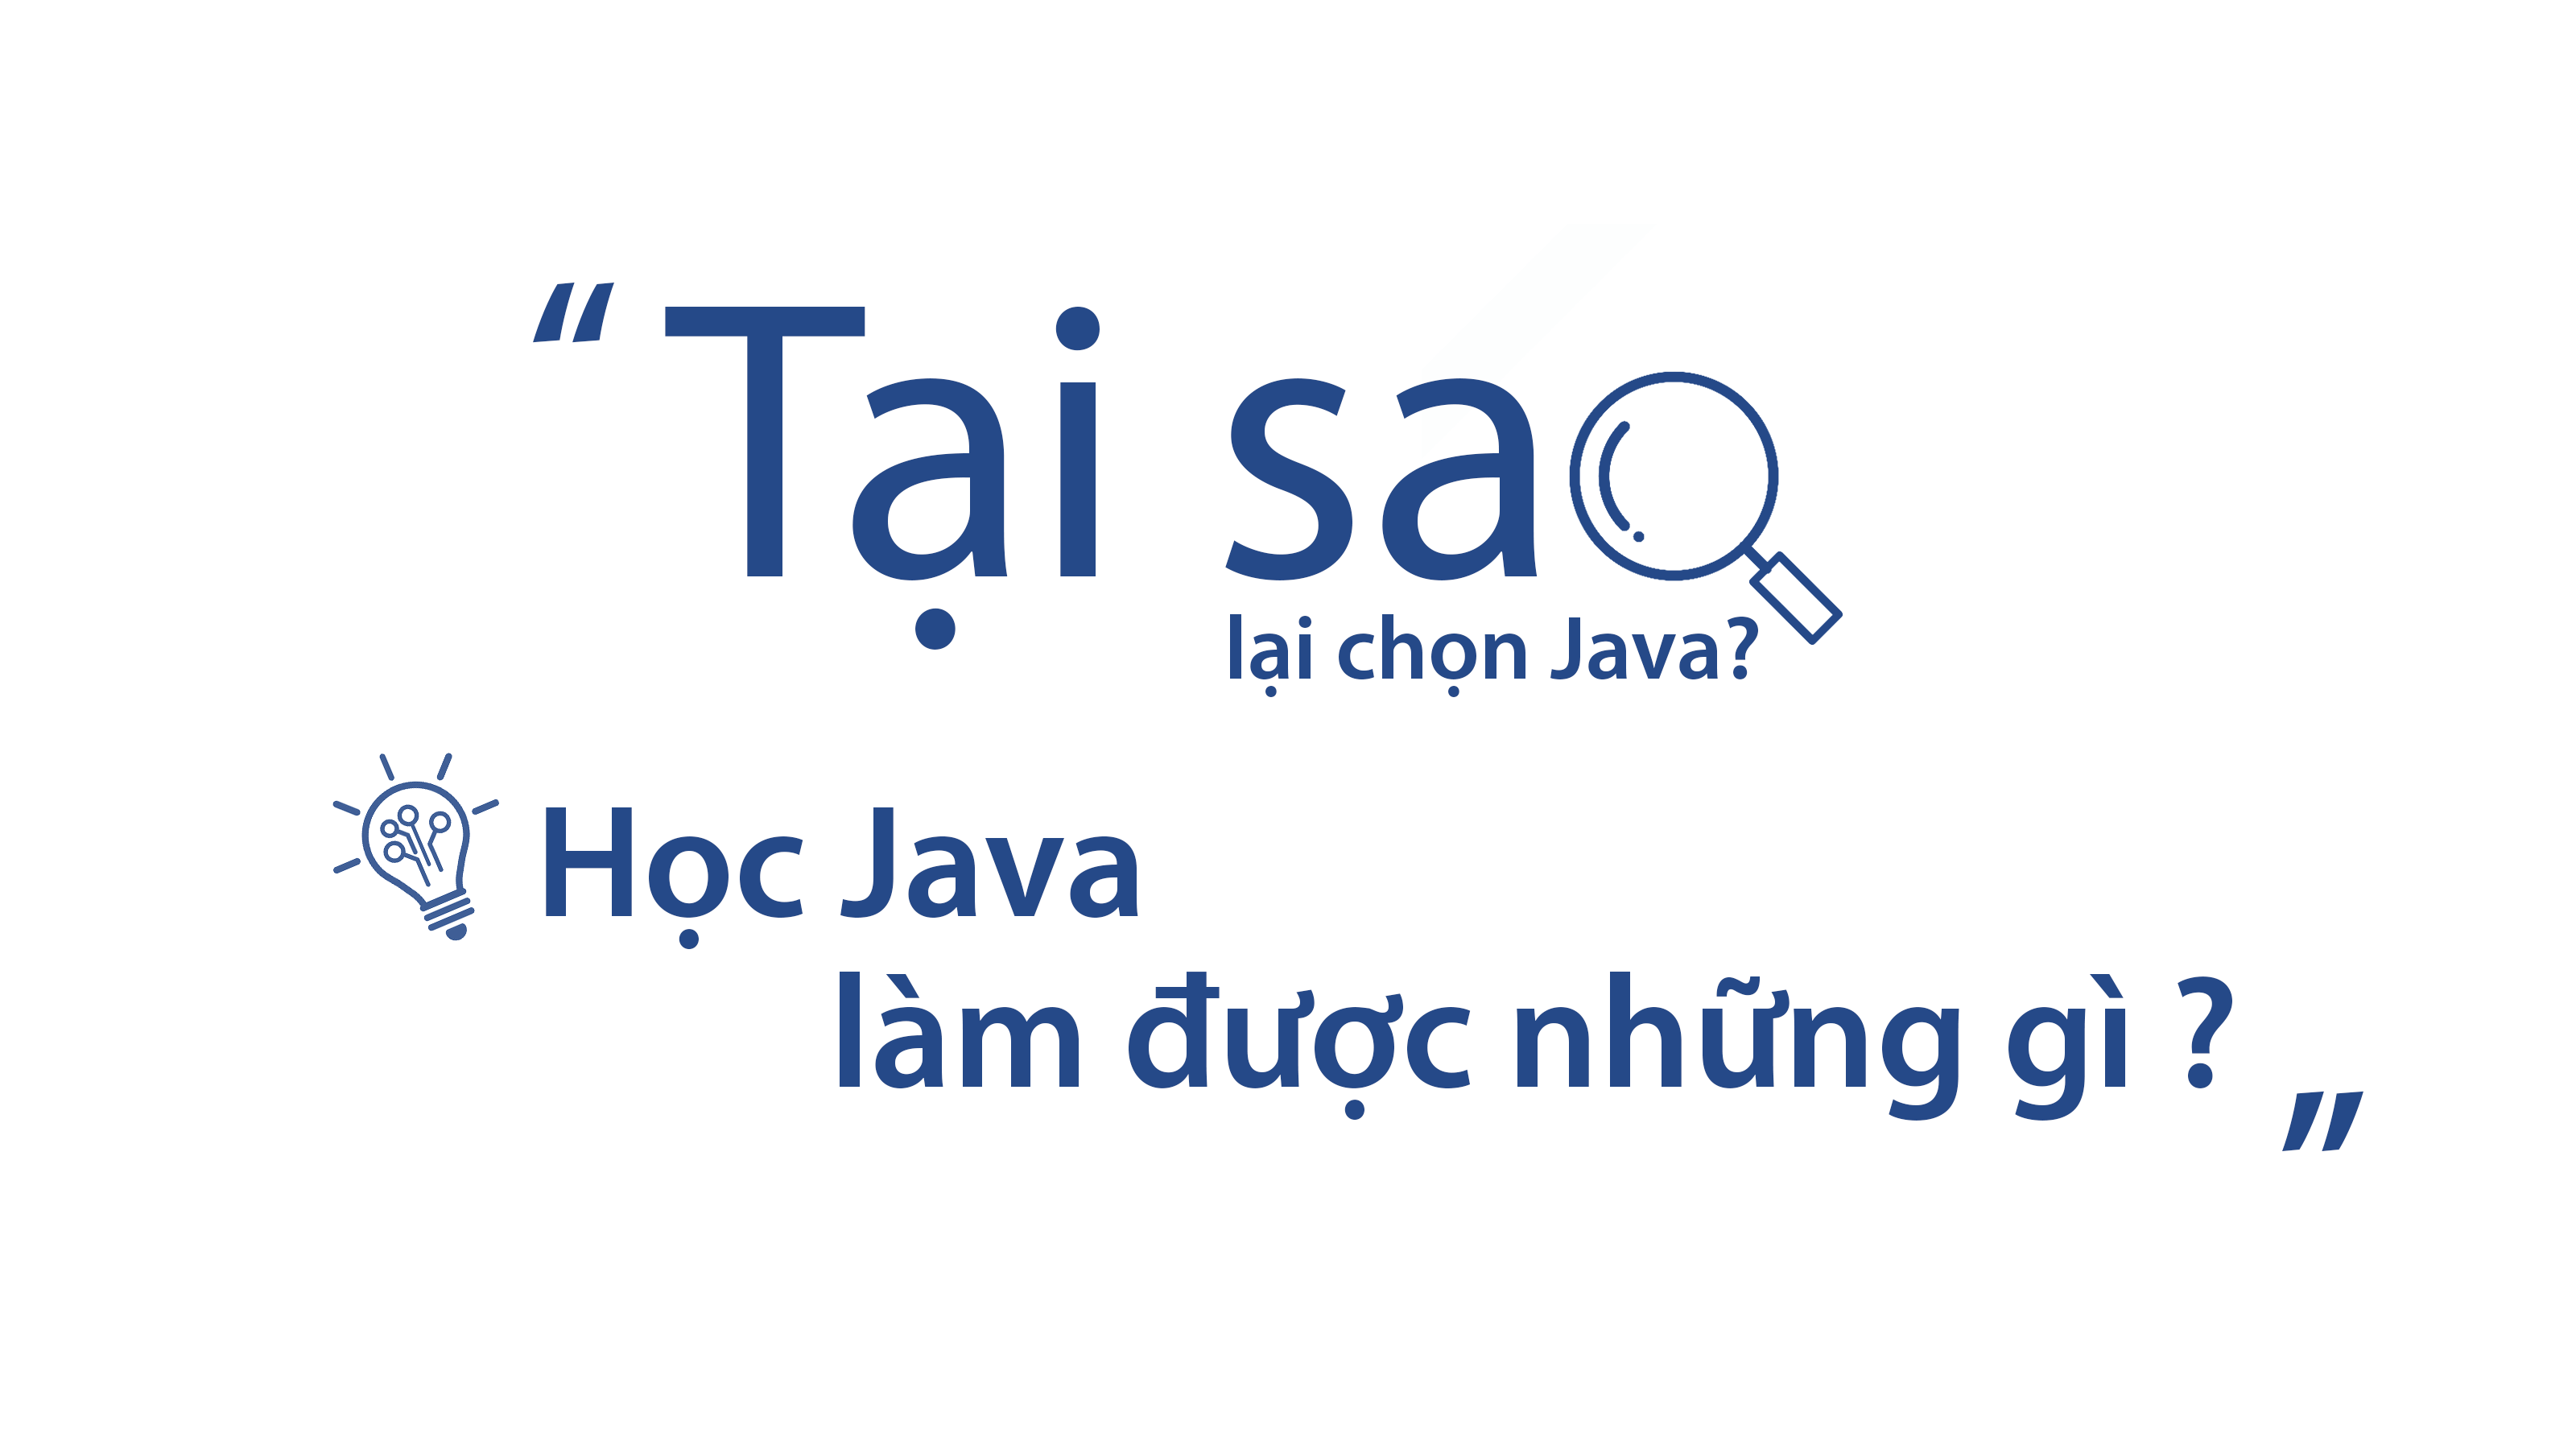 “Tại sao
lại chọn Java?
Học Java
làm được những gì ?”